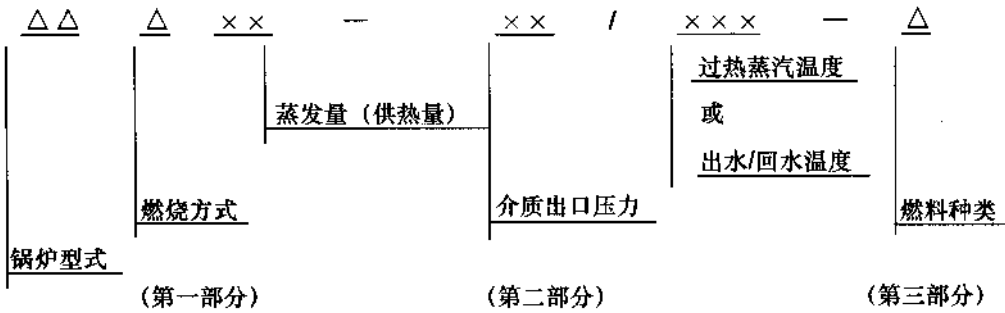 △△ △ ×× — ×× / ××× — △
过热蒸汽温度
蒸发量（供热量）
或
出水/回水温度
燃烧方式
介质出口压力
燃料种类
锅炉型式
（第一部分） （第二部分） （第三部分）